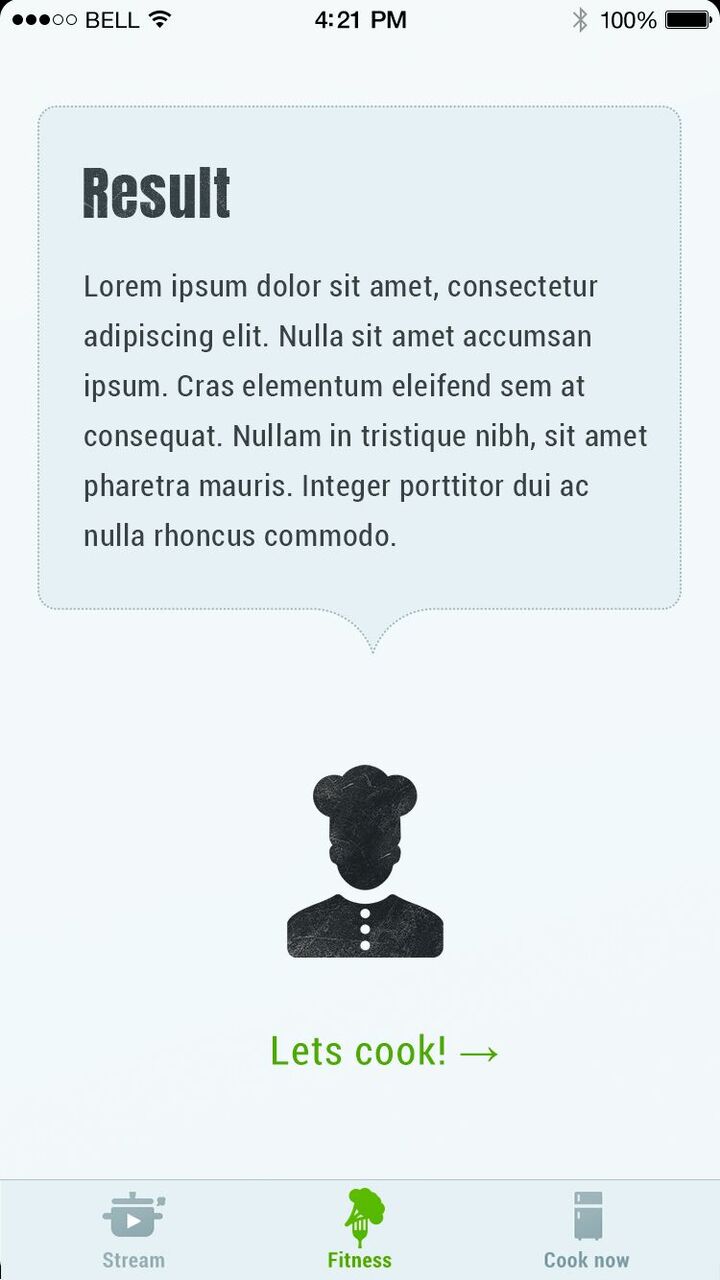 BELL 4:21 PM 100%
Result
Lorem ipsum dolor sit amet, consectetur
adipiscing elit. Nulla sit amet accumsan
ipsum. Cras elementum eleifend sem at
consequat. Nullam in tristique nibh, sit amet
pharetra mauris. Integer porttitor dui ac
nulla rhoncus commodo.
Lets cook! →
Stream Fitness Cook now